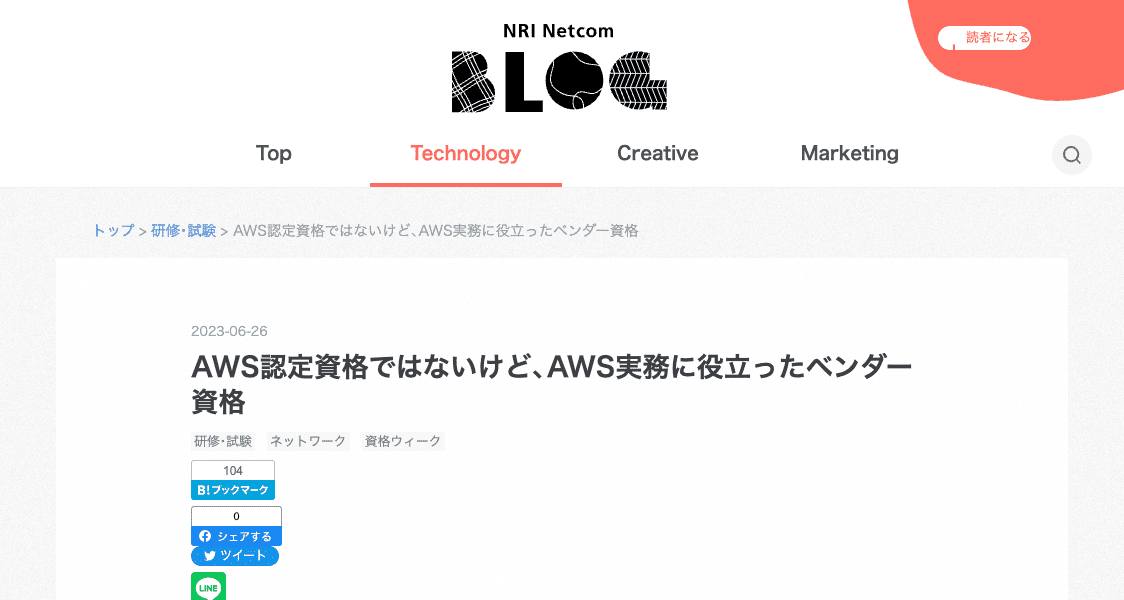 NRI Netcom
BLOG
読者になる
Top
Technology
Creative
Marketing
トップ > 研修・試験 > AWS認定資格ではないけど、AWS実務に役立ったベンダー資格
2023-06-26
AWS認定資格ではないけど、AWS実務に役立ったベンダー
資格
研修・試験 ネットワーク 資格ウィーク
104
B!ブックマーク
0
シェアする
ツイート
LINE